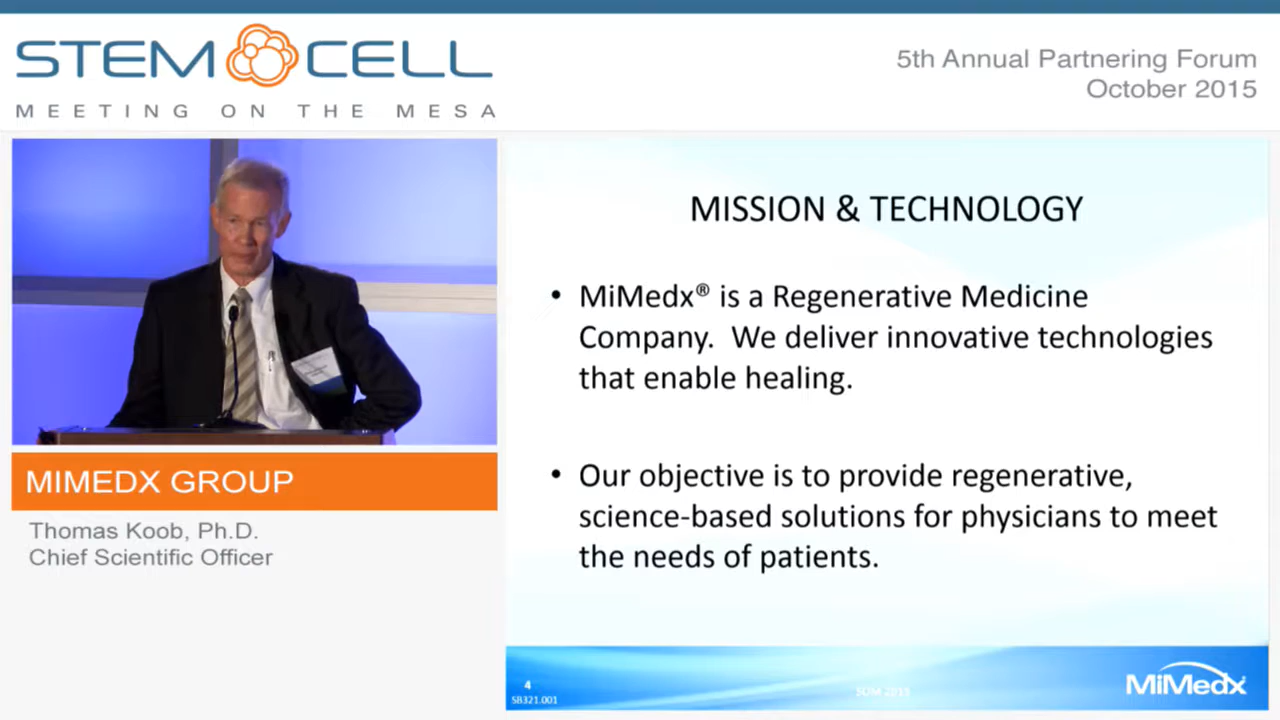 STEM CELL
MEETING ON THE MESA
5th Annual Partnering Forum
October 2015
MIMEDX GROUP
Thomas Koob, Ph.D.
Chief Scientific Officer
MISSION & TECHNOLOGY
• MiMedx® is a Regenerative Medicine
Company. We deliver innovative technologies
that enable healing.
• Our objective is to provide regenerative,
science-based solutions for physicians to meet
the needs of patients.
4
SB321.001
MiMedx